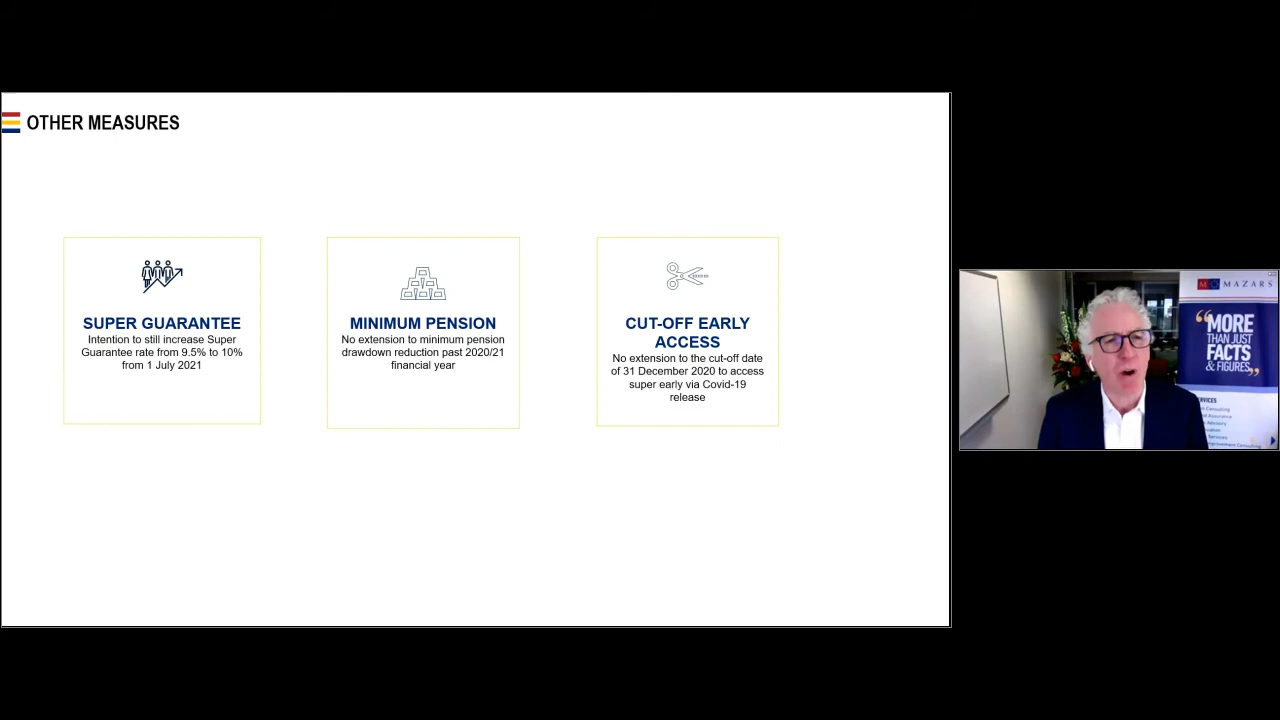 OTHER MEASURES
SUPER GUARANTEE
Intention to still increase Super
Guarantee rate from 9.5% to 10%
from 1 July 2021
MINIMUM PENSION
No extension to minimum pension
drawdown reduction past 2020/21
financial year
CUT-OFF EARLY
ACCESS
No extension to the cut-off date
of 31 December 2020 to access
super early via Covid-19
release
MAZARS
“MORE
THAN JUST
FACTS
& FIGURES„
Consulting
Advisory
Services